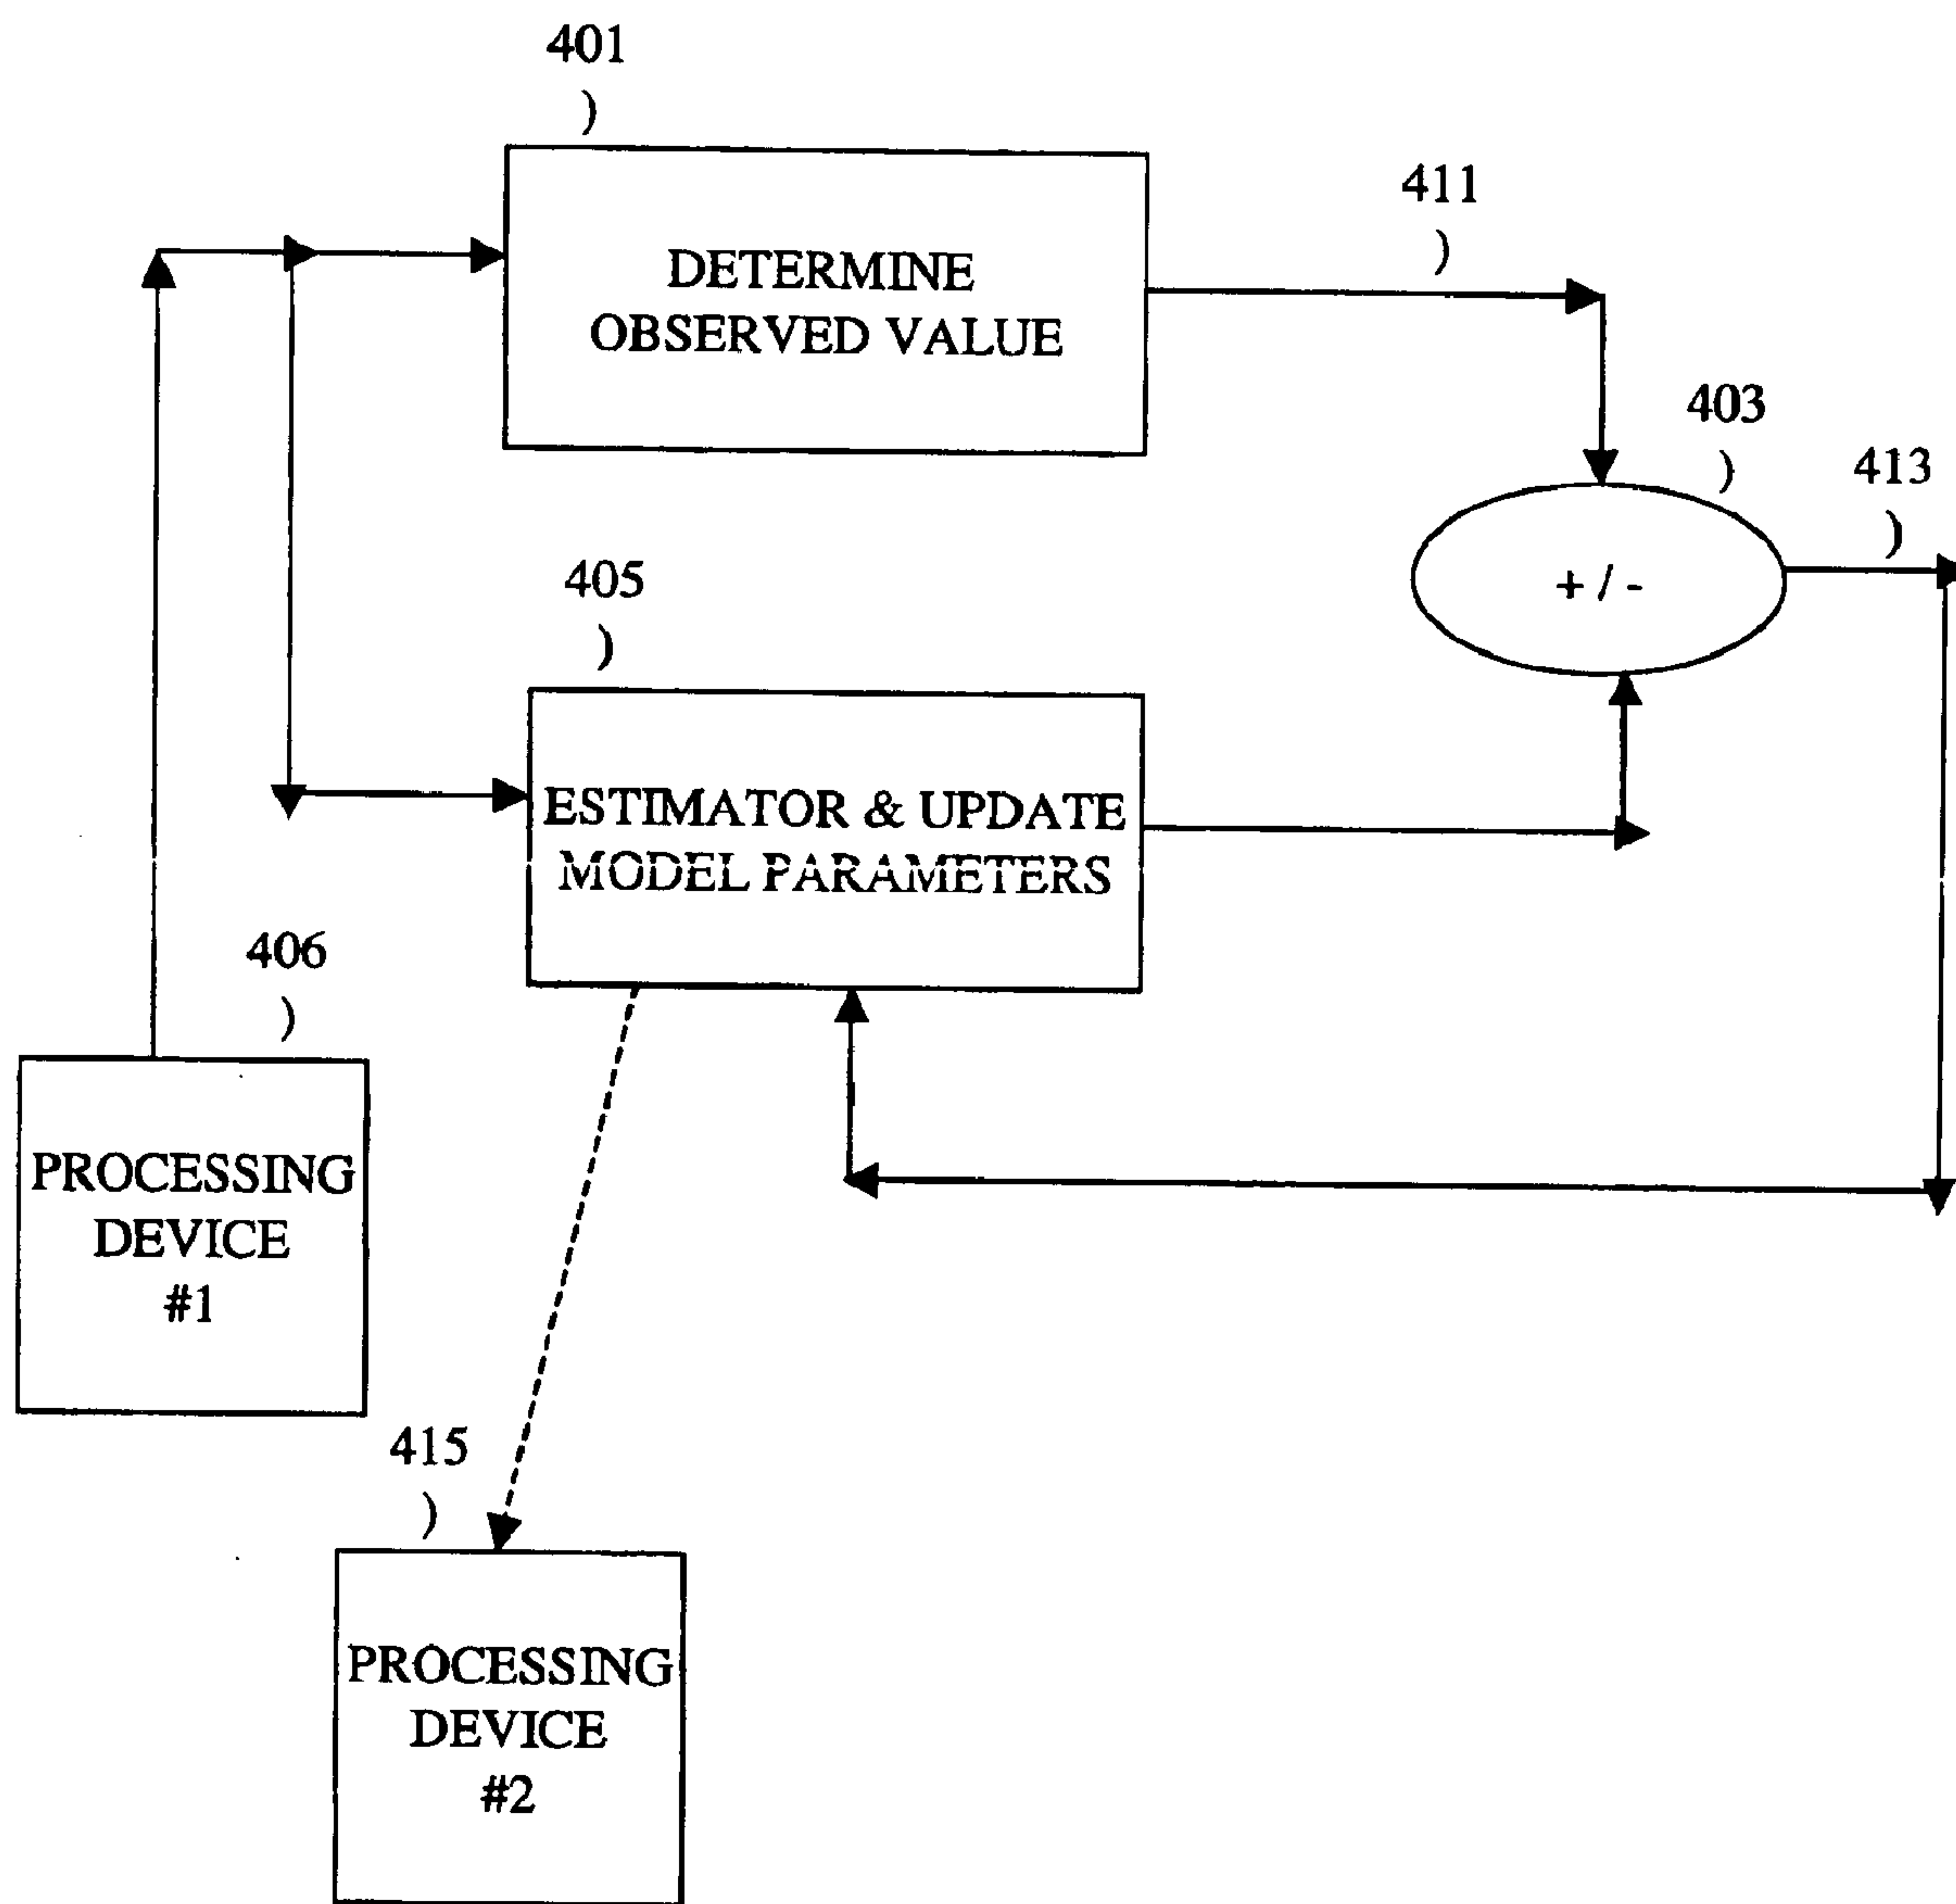 401
)
DETERMINE
OBSERVED VALUE
411
)
403
)
413
)
+ / -
405
)
ESTIMATOR & UPDATE
MODEL PARAMETERS
406
)
PROCESSING
DEVICE
#1
415
)
PROCESSING
DEVICE
#2